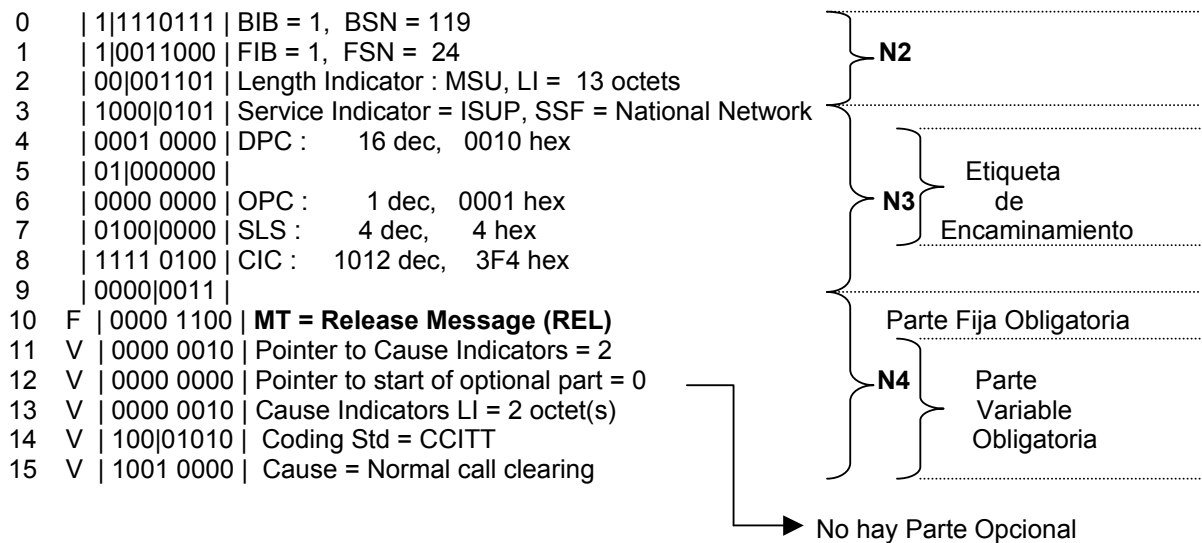 0 | 1|1110111 | BIB = 1, BSN = 119
1 | 1|0011000 | FIB = 1, FSN = 24 N2
2 | 00|001101 | Length Indicator : MSU, LI = 13 octets
3 | 1000|0101 | Service Indicator = ISUP, SSF = National Network
4 | 0001 0000 | DPC : 16 dec, 0010 hex
5 | 01|000000 | Etiqueta
6 | 0000 0000 | OPC : 1 dec, 0001 hex N3 de
7 | 0100|0000 | SLS : 4 dec, 4 hex Encaminamiento
8 | 1111 0100 | CIC : 1012 dec, 3F4 hex
9 | 0000|0011 |
10 F | 0000 1100 | MT = Release Message (REL) Parte Fija Obligatoria
11 V | 0000 0010 | Pointer to Cause Indicators = 2
12 V | 0000 0000 | Pointer to start of optional part = 0 N4 Parte
13 V | 0000 0010 | Cause Indicators LI = 2 octet(s) Variable
14 V | 100|01010 | Coding Std = CCITT Obligatoria
15 V | 1001 0000 | Cause = Normal call clearing
No hay Parte Opcional